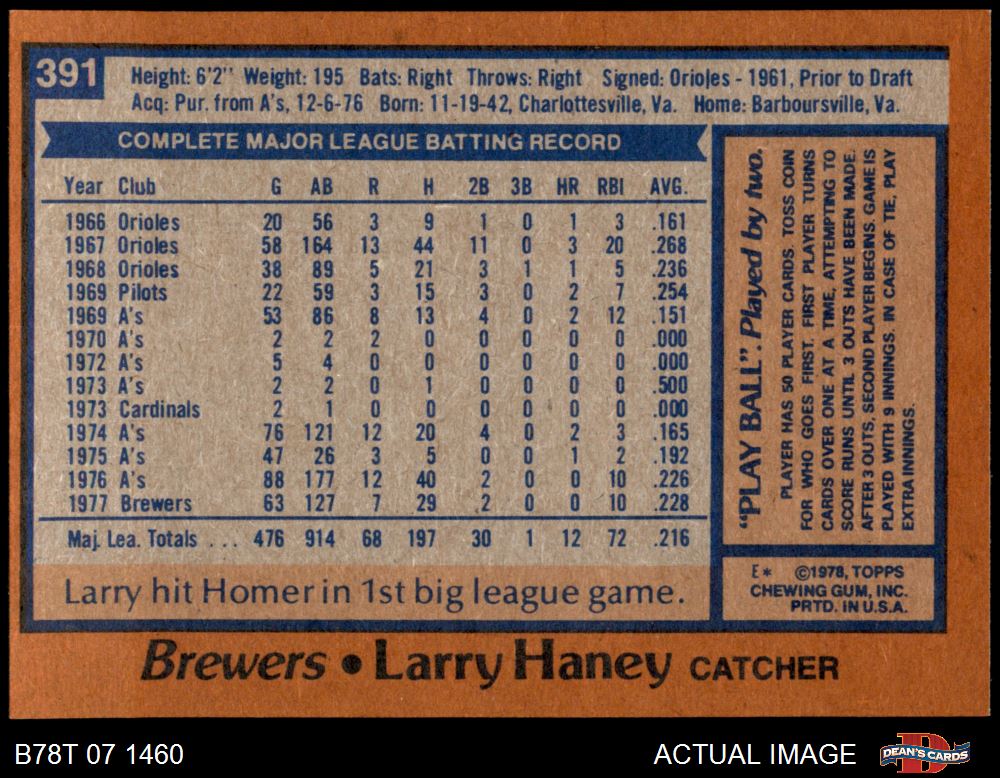 391
Height: 6'2" Weight: 195 Bats: Right Throws: Right Signed: Orioles - 1961, Prior to Draft
Acq: Pur. from A's, 12-6-76 Born: 11-19-42, Charlottesville, Va. Home: Barboursville, Va.
COMPLETE MAJOR LEAGUE BATTING RECORD
Year Club G AB R H 2B 3B HR RBI AVG.
1966 Orioles 20 56 3 9 1 0 1 3 .161
1967 Orioles 58 164 13 44 11 0 3 20 .268
1968 Orioles 38 89 5 21 3 1 1 5 .236
1969 Pilots 22 59 3 15 3 0 2 7 .254
1969 A's 53 86 8 13 4 0 2 12 .151
1970 A's 2 2 2 0 0 0 0 0 .000
1972 A's 5 4 0 0 0 0 0 0 .000
1973 A's 2 2 0 1 0 0 0 0 .500
1973 Cardinals 2 1 0 0 0 0 0 0 .000
1974 A's 76 121 12 20 4 0 2 3 .165
1975 A's 47 26 3 5 0 0 1 2 .192
1976 A's 88 177 12 40 2 0 0 10 .226
1977 Brewers 63 127 7 29 2 0 0 10 .228
Maj. Lea. Totals . . . 476 914 68 197 30 1 12 72 .216
Larry hit Homer in 1st big league game.
"PLAY BALL". Played by two.
PLAYER HAS 50 PLAYER CARDS. TOSS COIN
FOR WHO GOES FIRST. FIRST PLAYER TURNS
CARDS OVER ONE AT A TIME, ATTEMPTING TO
SCORE RUNS UNTIL 3 OUTS HAVE BEEN MADE.
AFTER 3 OUTS, SECOND PLAYER BEGINS. GAME IS
PLAYED WITH 9 INNINGS. IN CASE OF TIE, PLAY
EXTRA INNINGS.
E* ©1978, TOPPS
CHEWING GUM, INC.
PRTD. IN U.S.A.
Brewers • Larry Haney CATCHER
B78T 07 1460
ACTUAL IMAGE
DEAN'S CARDS